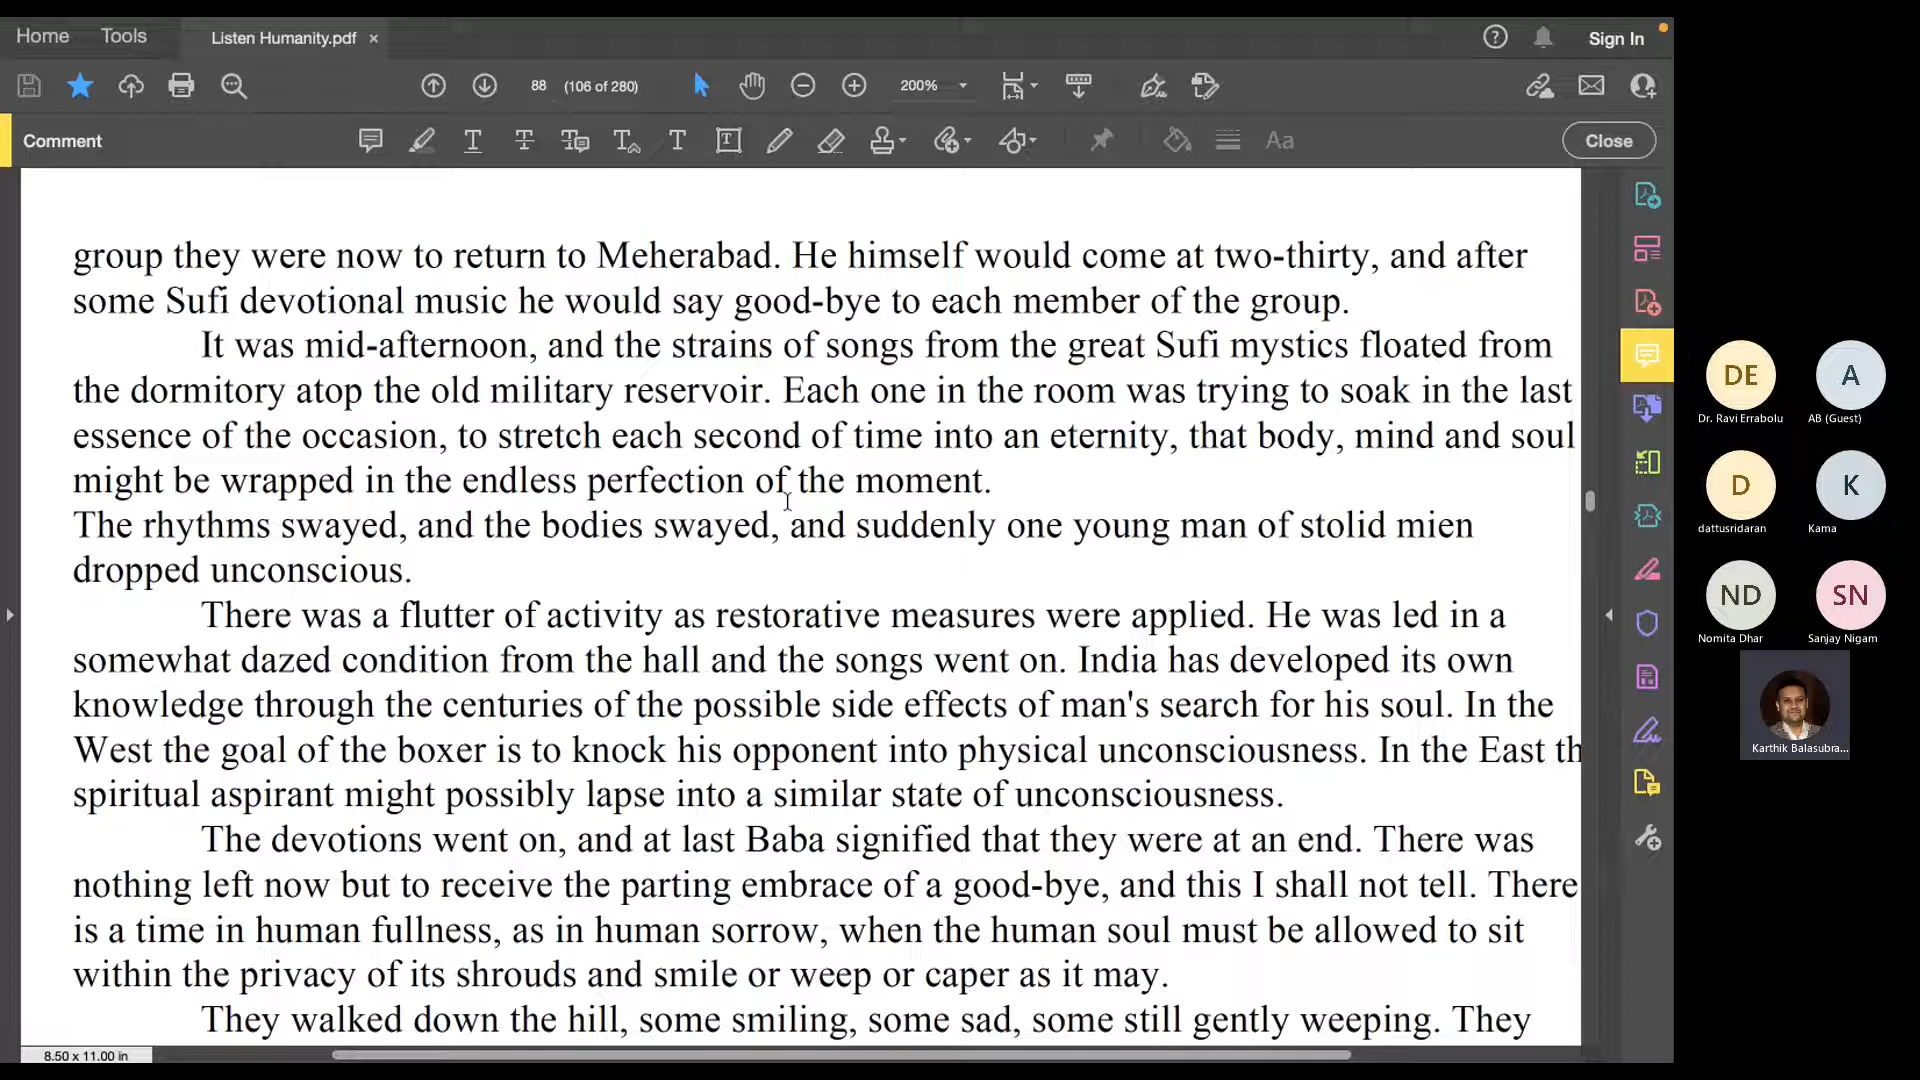 Home Tools Listen Humanity.pdf × Sign In
88 (106 of 280) 200%
Comment T T T T T T Aa Close
group they were now to return to Meherabad. He himself would come at two-thirty, and after
some Sufi devotional music he would say good-bye to each member of the group.
It was mid-afternoon, and the strains of songs from the great Sufi mystics floated from
the dormitory atop the old military reservoir. Each one in the room was trying to soak in the last
essence of the occasion, to stretch each second of time into an eternity, that body, mind and soul
might be wrapped in the endless perfection of the moment.
The rhythms swayed, and the bodies swayed, and suddenly one young man of stolid mien
dropped unconscious.
There was a flutter of activity as restorative measures were applied. He was led in a
somewhat dazed condition from the hall and the songs went on. India has developed its own
knowledge through the centuries of the possible side effects of man's search for his soul. In the
West the goal of the boxer is to knock his opponent into physical unconsciousness. In the East th
spiritual aspirant might possibly lapse into a similar state of unconsciousness.
The devotions went on, and at last Baba signified that they were at an end. There was
nothing left now but to receive the parting embrace of a good-bye, and this I shall not tell. There
is a time in human fullness, as in human sorrow, when the human soul must be allowed to sit
within the privacy of its shrouds and smile or weep or caper as it may.
They walked down the hill, some smiling, some sad, some still gently weeping. They
8.50 x 11.00 in
DE A
Dr. Ravi Errabolu AB (Guest)
D K
dattusridaran Kama
ND SN
Nomita Dhar Sanjay Nigam
Karthik Balasubra...